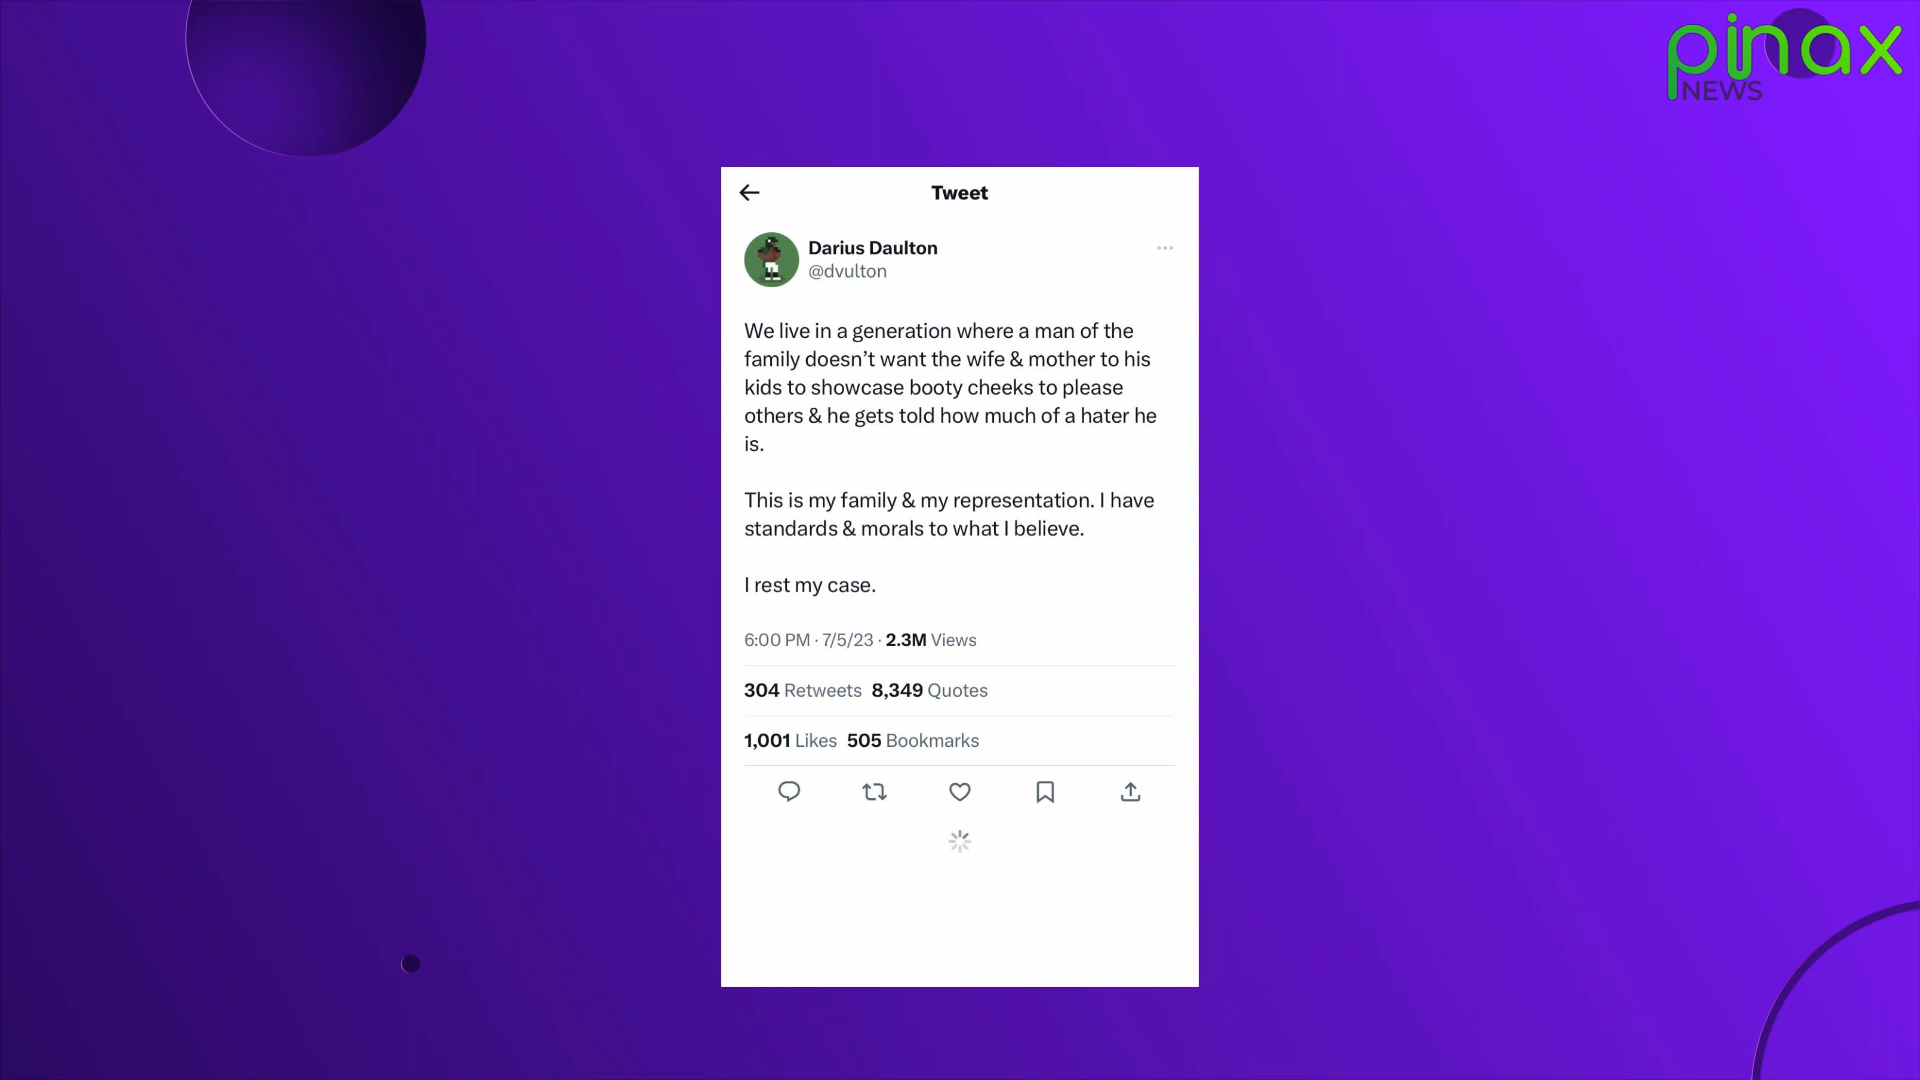 pinax
NEWS
Tweet
Darius Daulton
@dvulton
We live in a generation where a man of the
family doesn’t want the wife & mother to his
kids to showcase booty cheeks to please
others & he gets told how much of a hater he
is.
This is my family & my representation. I have
standards & morals to what I believe.
I rest my case.
6:00 PM · 7/5/23 · 2.3M Views
304 Retweets 8,349 Quotes
1,001 Likes 505 Bookmarks